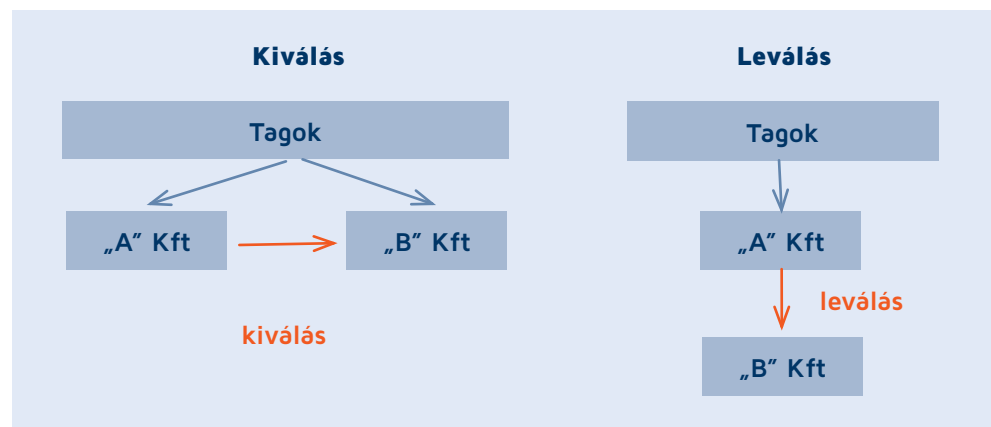 Kiválás
Tagok
„A” Kft
„B” Kft
kiválás
Leválás
Tagok
„A” Kft
leválás
„B” Kft